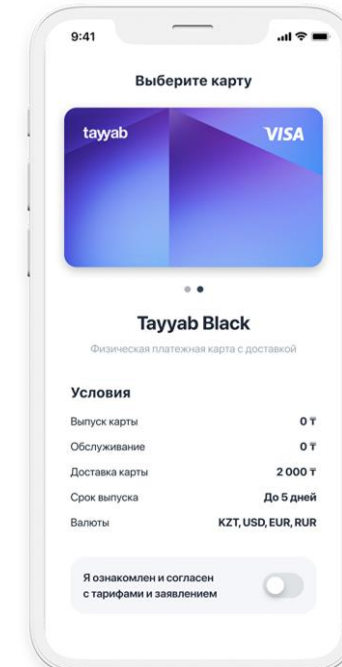 9:41
Выберите карту
tayyab VISA
Tayyab Black
Физическая платежная карта с доставкой
Условия
Выпуск карты 0 ₸
Обслуживание 0 ₸
Доставка карты 2 000 ₸
Срок выпуска До 5 дней
Валюты KZT, USD, EUR, RUR
Я ознакомлен и согласен
с тарифами и заявлением